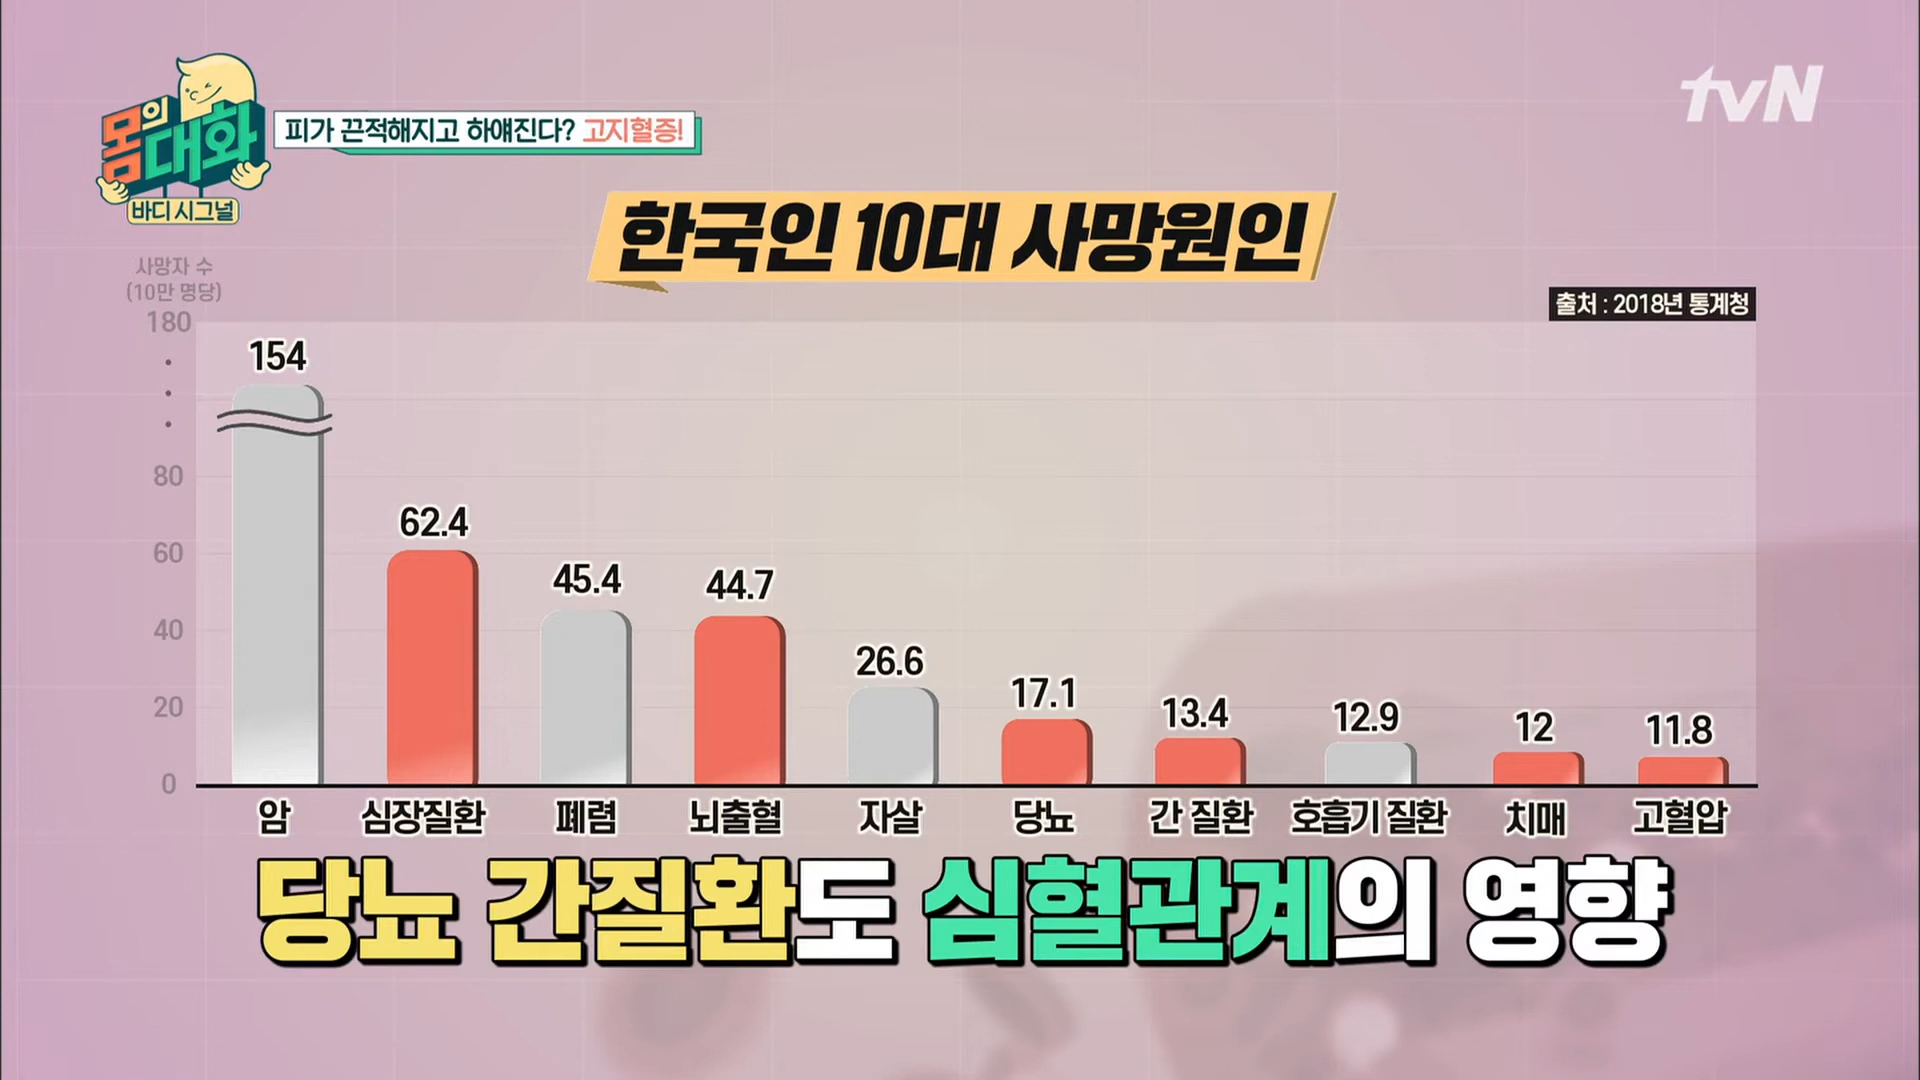 몸의
대화
바디 시그널
피가 끈적해지고 하얘진다? 고지혈증!
tvN
한국인 10대 사망원인
사망자 수
(10만 명당)
출처 : 2018년 통계청
180
80
60
40
20
0
154
62.4
45.4
44.7
26.6
17.1
13.4
12.9
12
11.8
암 심장질환 폐렴 뇌출혈 자살 당뇨 간 질환 호흡기 질환 치매 고혈압
당뇨 간질환도 심혈관계의 영향